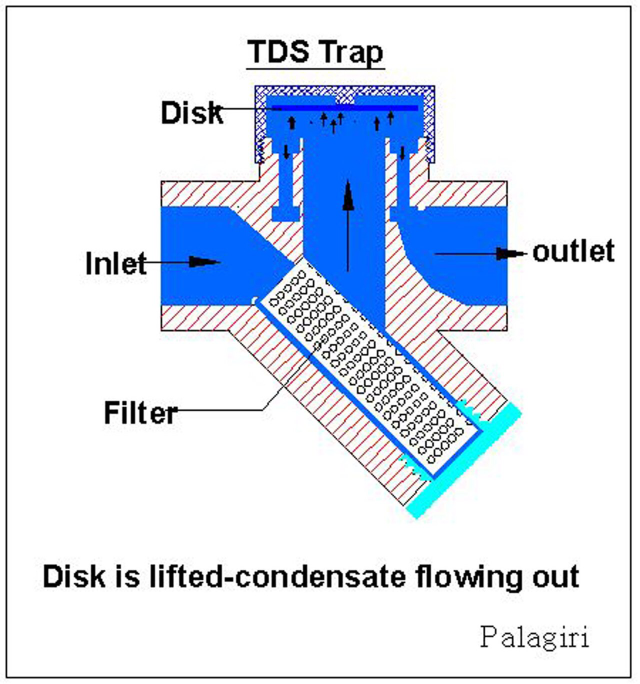 TDS Trap
Disk
Inlet
outlet
Filter
Disk is lifted-condensate flowing out
Palagiri